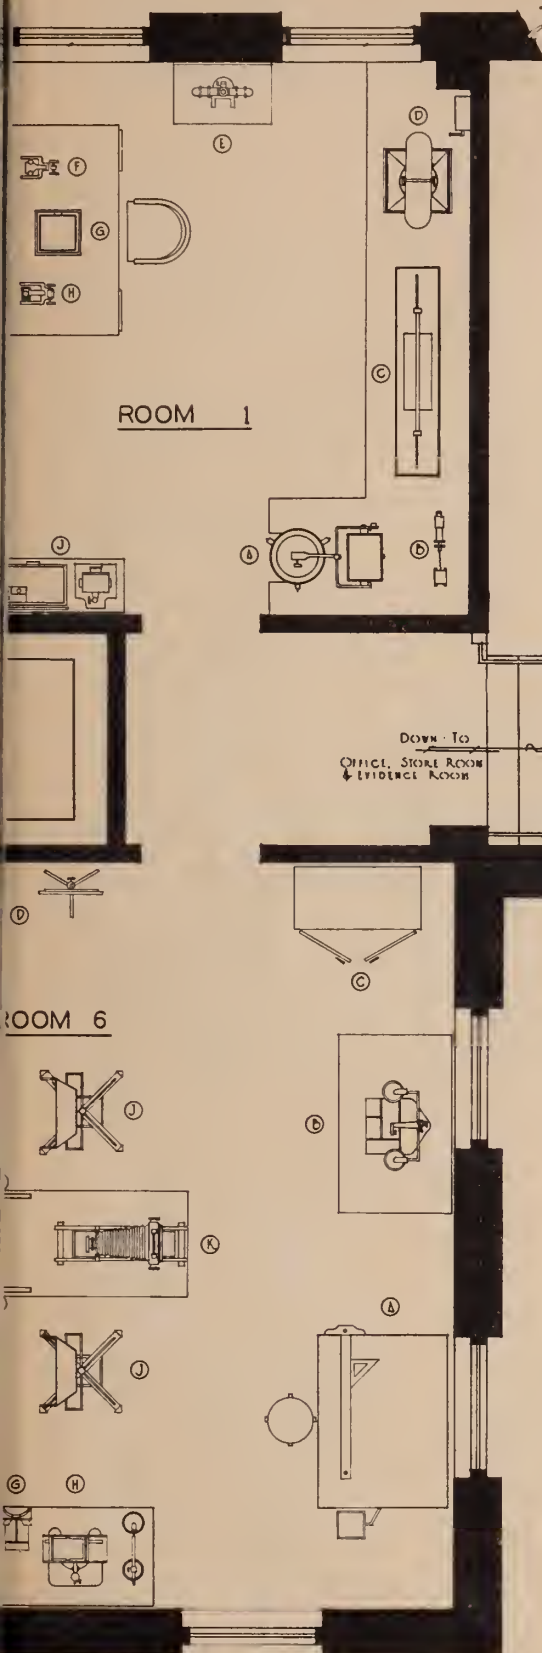 D
E
F
G
H
C
ROOM 1
J
A
B
DOWN TO
OFFICE, STORE ROOM
& EVIDENCE ROOM
D
C
ROOM 6
J
B
K
A
J
G
H